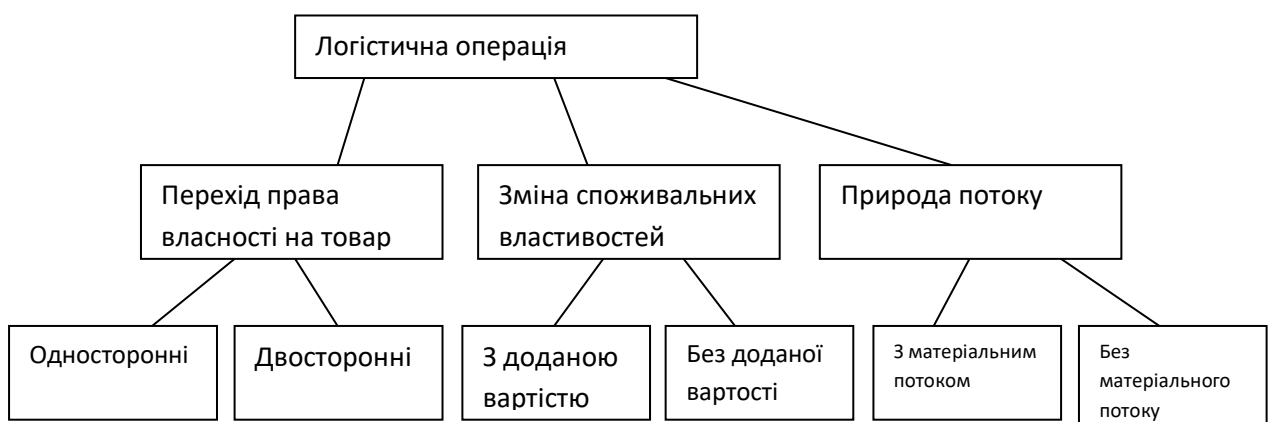 Логістична операція
Перехід права
власності на товар
Зміна споживальних
властивостей
Природа потоку
Односторонні
Двосторонні
З доданою
вартістю
Без доданої
вартості
З матеріальним
потоком
Без
матеріального
потоку